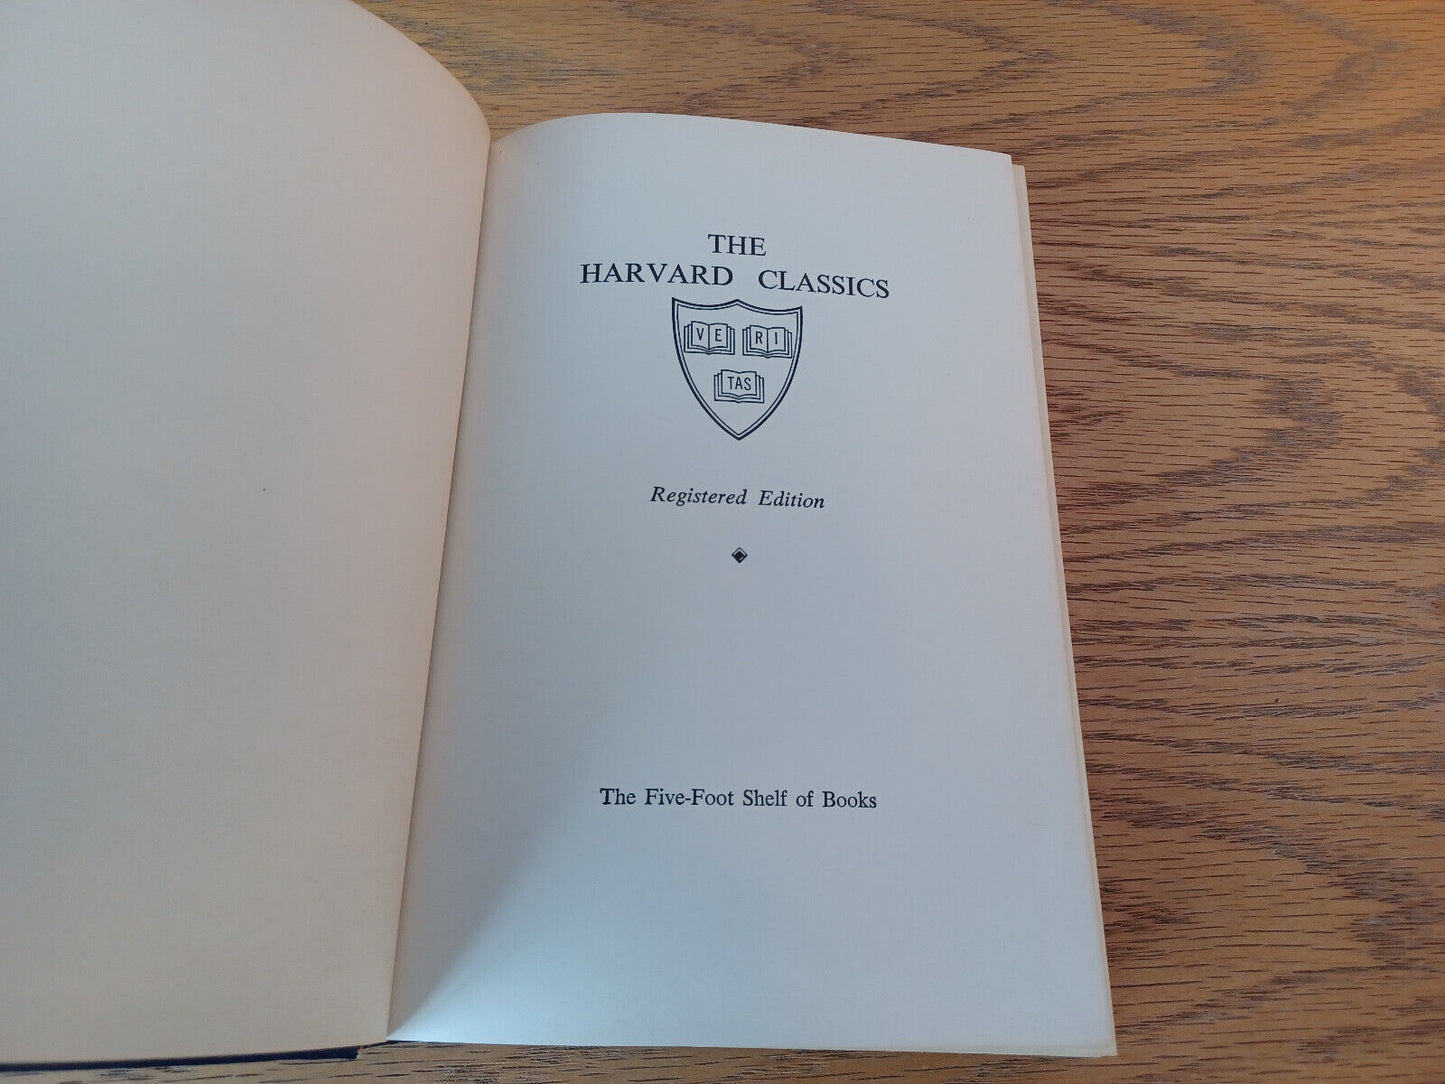 THE
HARVARD CLASSICS
VE RI
TAS
Registered Edition
The Five-Foot Shelf of Books